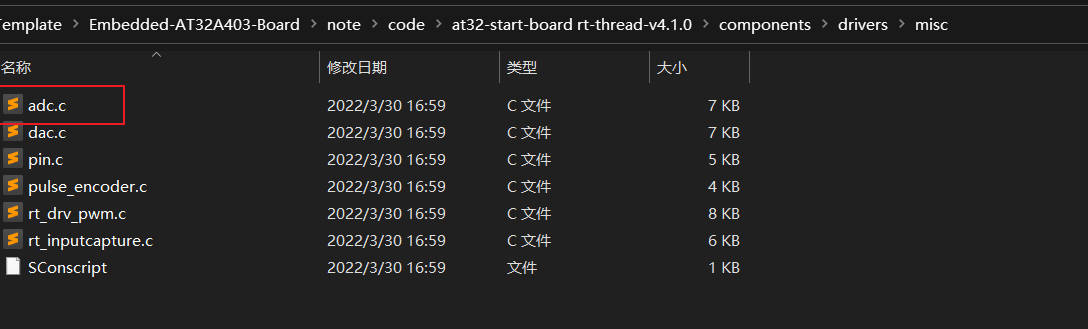 Template > Embedded-AT32A403-Board > note > code > at32-start-board rt-thread-v4.1.0 > components > drivers > misc
名称 修改日期 类型 大小
adc.c 2022/3/30 16:59 C 文件 7 KB
dac.c 2022/3/30 16:59 C 文件 7 KB
pin.c 2022/3/30 16:59 C 文件 5 KB
pulse_encoder.c 2022/3/30 16:59 C 文件 4 KB
rt_drv_pwm.c 2022/3/30 16:59 C 文件 8 KB
rt_inputcapture.c 2022/3/30 16:59 C 文件 6 KB
SConscript 2022/3/30 16:59 文件 1 KB